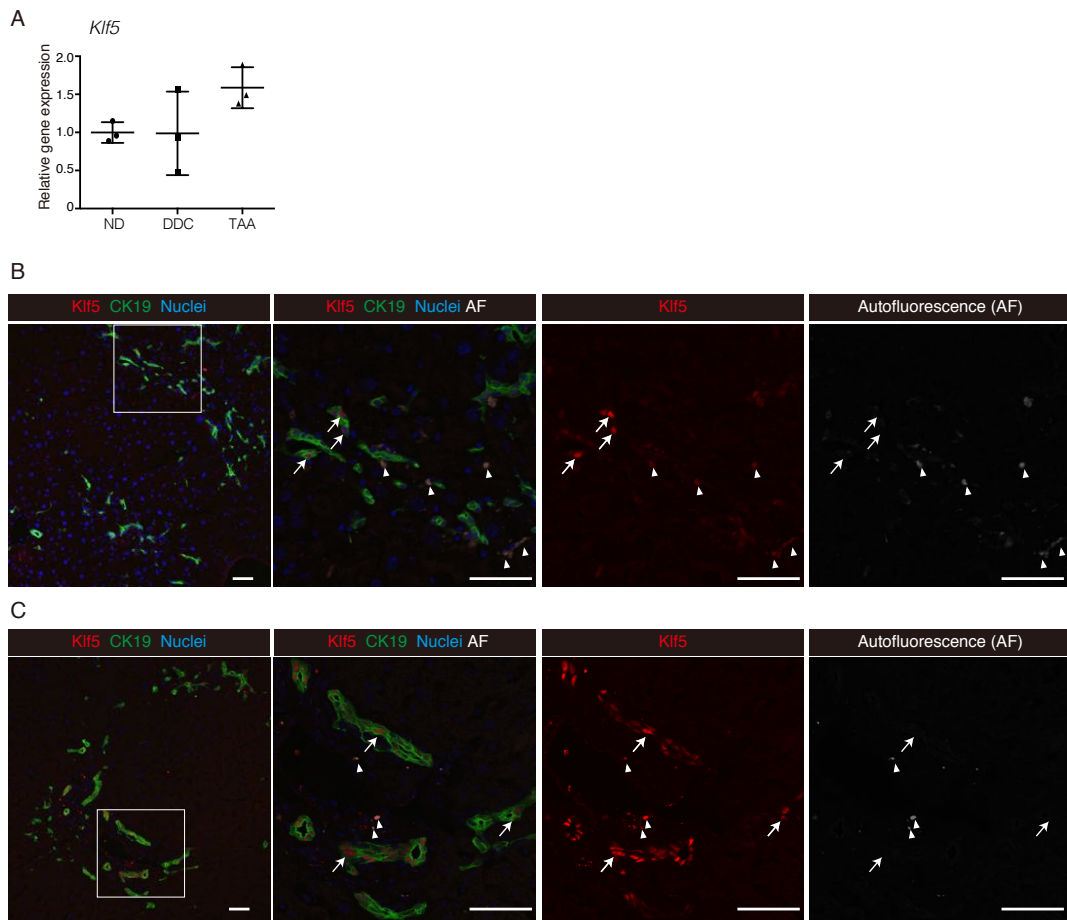 A
Klf5
Relative gene expression
2.0
1.5
1.0
0.5
0
ND DDC TAA
B
Klf5 CK19 Nuclei
Klf5 CK19 Nuclei AF
Klf5
Autofluorescence (AF)
C
Klf5 CK19 Nuclei
Klf5 CK19 Nuclei AF
Klf5
Autofluorescence (AF)